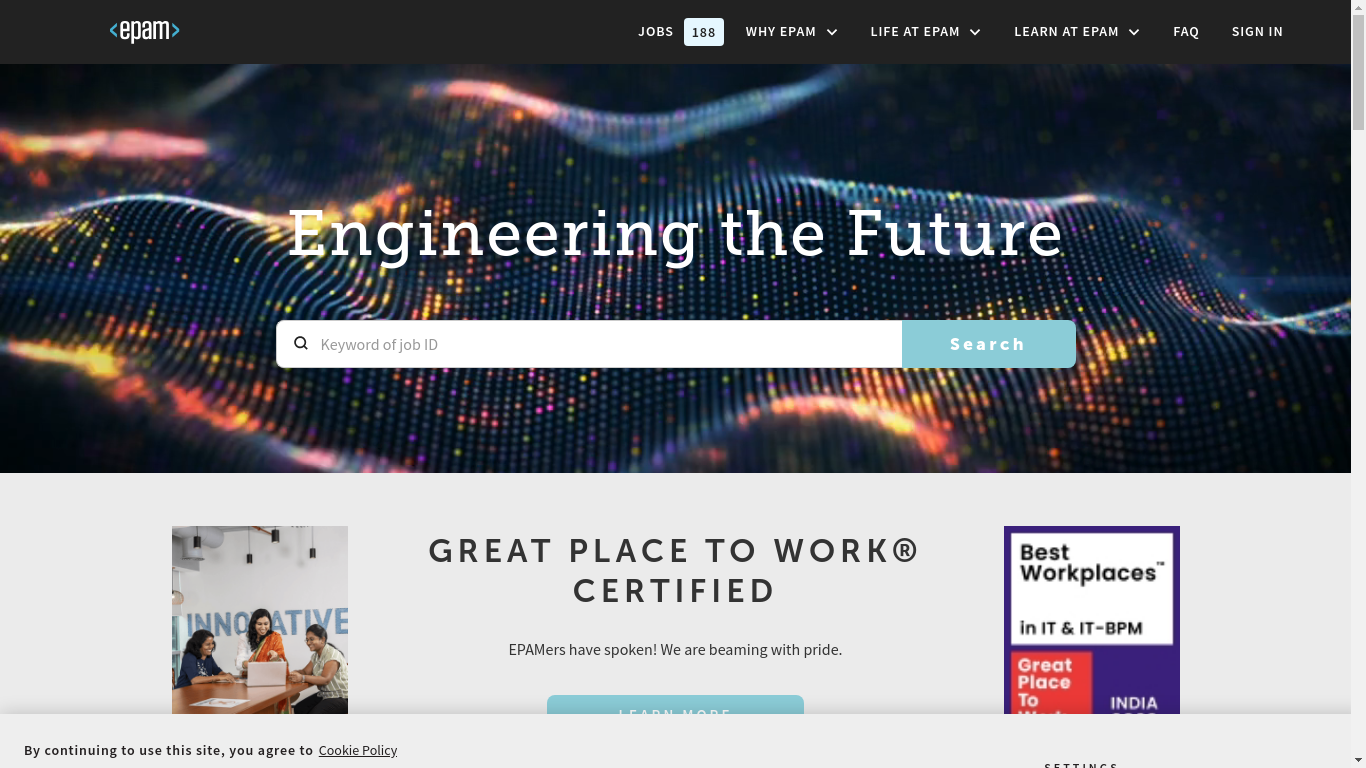 <epam>
JOBS 188 WHY EPAM LIFE AT EPAM LEARN AT EPAM FAQ SIGN IN
Engineering the Future
Keyword of job ID
Search
INNOVATIVE
GREAT PLACE TO WORK®
CERTIFIED
EPAMers have spoken! We are beaming with pride.
LEARN MORE
Best
Workplaces™
in IT & IT-BPM
Great
Place
To
INDIA
By continuing to use this site, you agree to Cookie Policy
SETTINGS